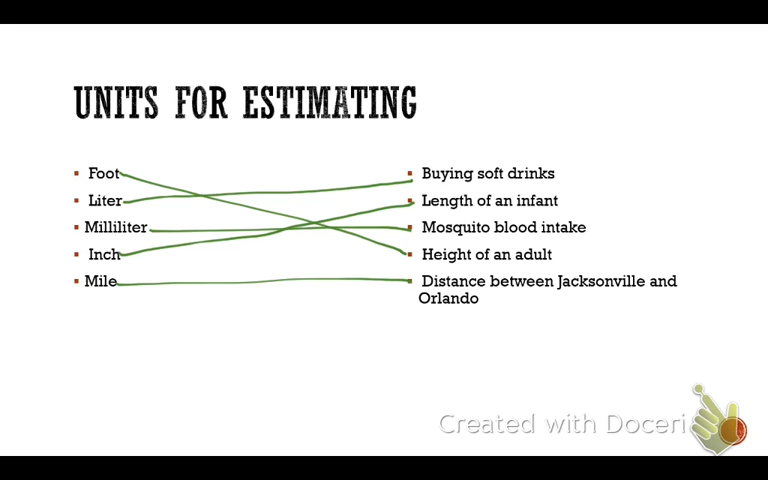 UNITS FOR ESTIMATING
Foot
Liter
Milliliter
Inch
Mile
Buying soft drinks
Length of an infant
Mosquito blood intake
Height of an adult
Distance between Jacksonville and
Orlando
Created with Doceri